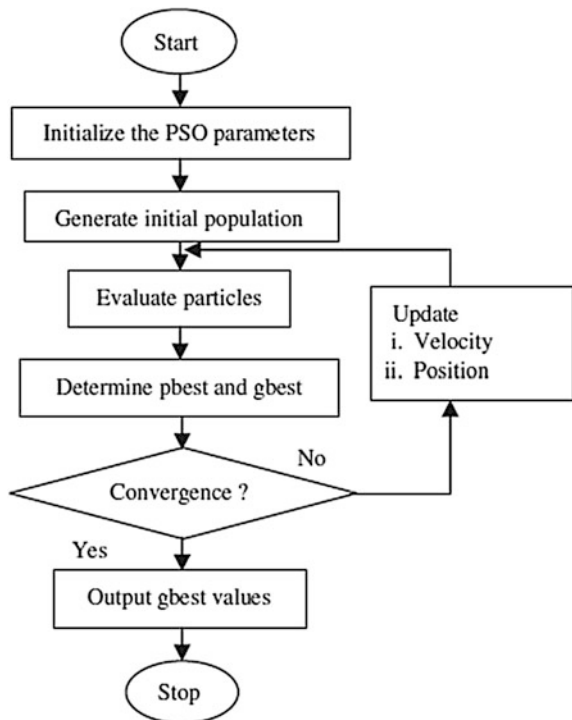 Start
Initialize the PSO parameters
Generate initial population
Evaluate particles
Update
i. Velocity
ii. Position
Determine pbest and gbest
No
Convergence ?
Yes
Output gbest values
Stop